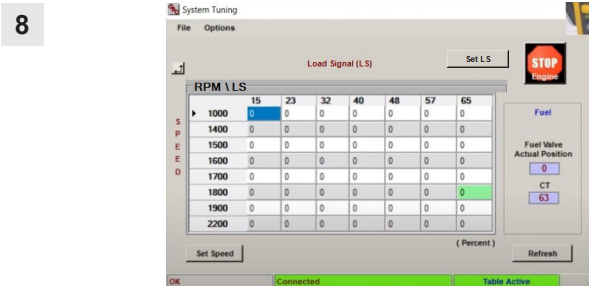 8
System Tuning
File Options
Load Signal (LS)
Set LS
STOP
Engine
RPM \ LS
15 23 32 40 48 57 65
1000 0 0 0 0 0 0 0
1400 0 0 0 0 0 0 0
1500 0 0 0 0 0 0 0
1600 0 0 0 0 0 0 0
1700 0 0 0 0 0 0 0
1800 0 0 0 0 0 0 0
1900 0 0 0 0 0 0 0
2200 0 0 0 0 0 0 0
SPEED
Fuel
Fuel Valve
Actual Position
0
CT
63
( Percent )
Set Speed
Refresh
OK Connected Table Active